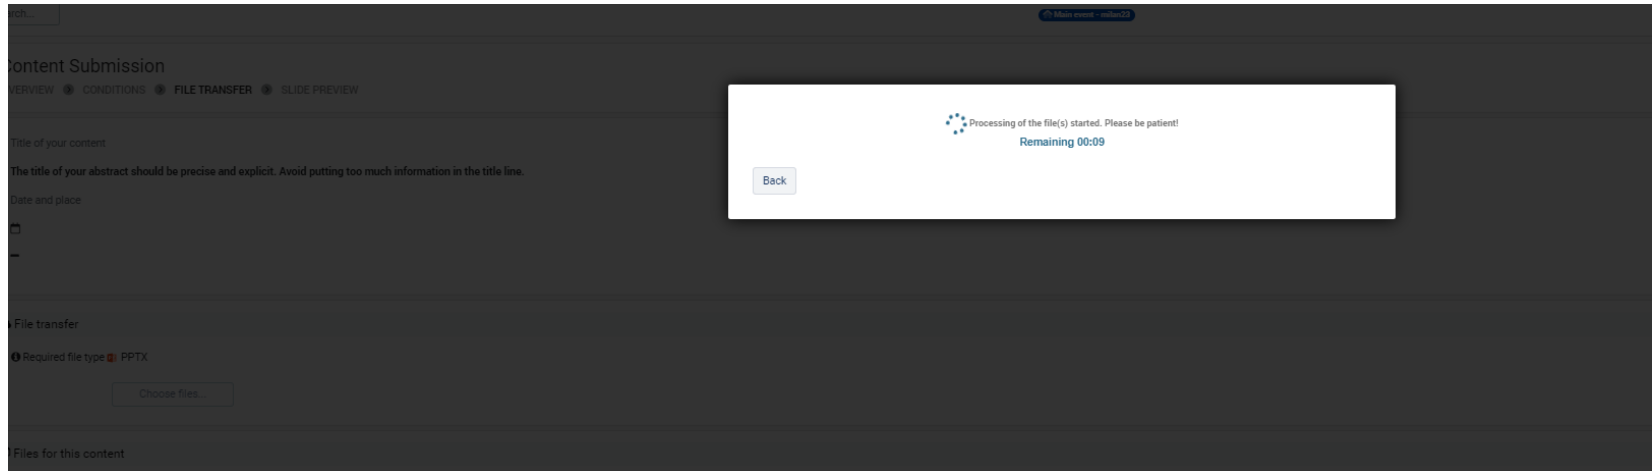 arch...
Main event - milan23
Content Submission
VERVIEW CONDITIONS FILE TRANSFER SLIDE PREVIEW
Processing of the file(s) started. Please be patient!
Remaining 00:09
Back
Title of your content
The title of your abstract should be precise and explicit. Avoid putting too much information in the title line.
Date and place
File transfer
Required file type PPTX
Choose files...
Files for this content